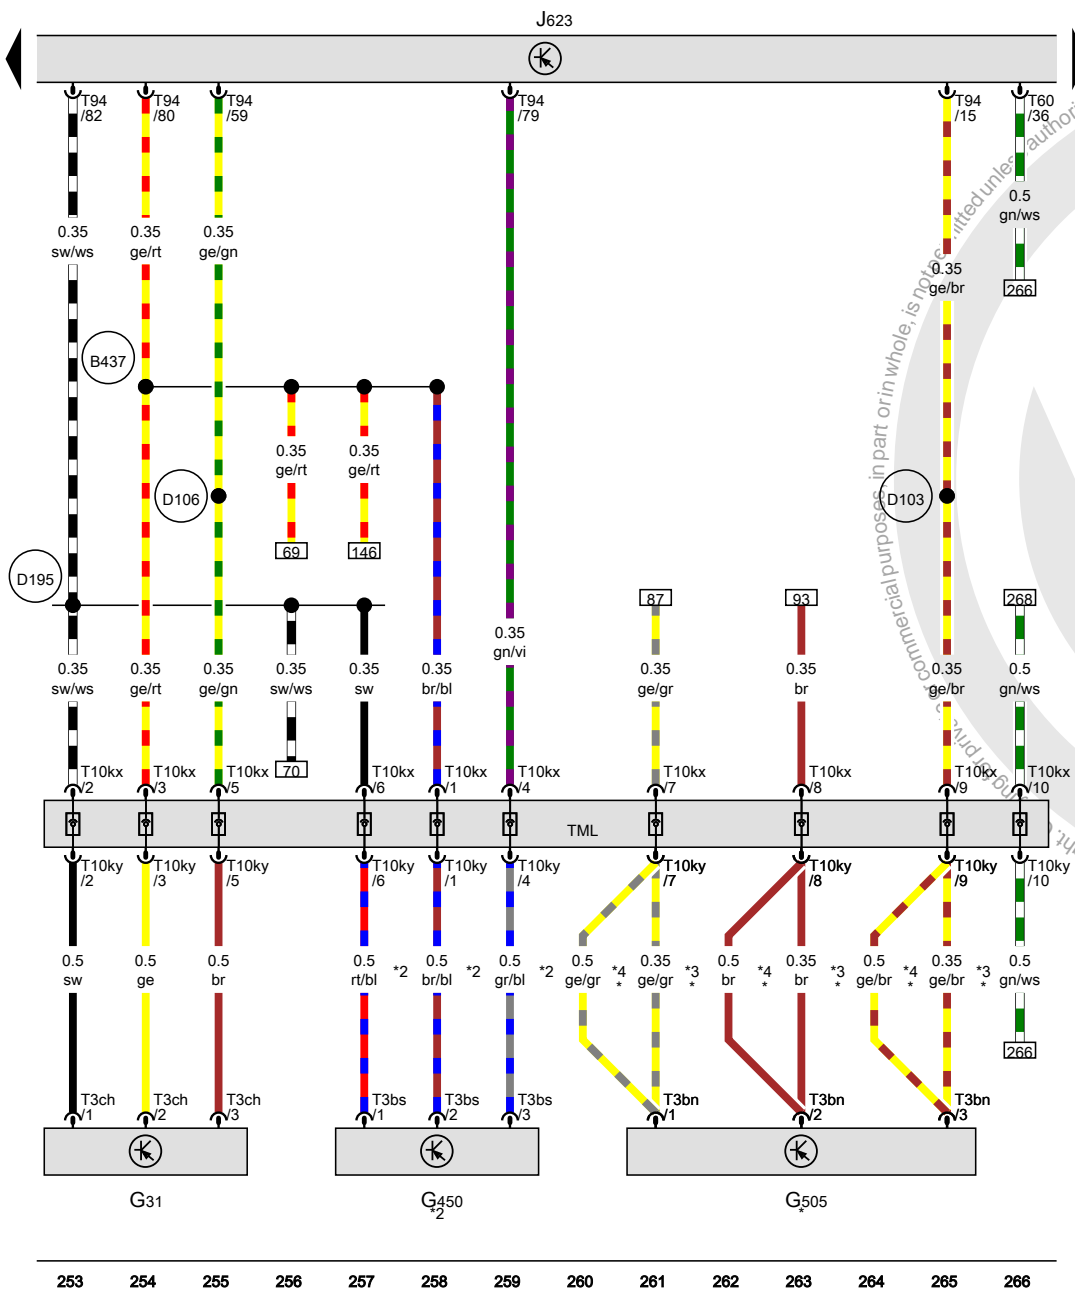 J623
T94 T94 T94 T94 T94 T60
/82 /80 /59 /79 /15 /36
0.35 0.35 0.35 0.5
sw/ws ge/rt ge/gn gn/ws
0.35
ge/br
266
B437
0.35 0.35
ge/rt ge/rt
D106 D103
69 146
D195
87 93 268
0.35
gn/vi
0.35 0.35 0.35 0.35 0.35 0.35 0.35 0.35 0.35 0.5
sw/ws ge/rt ge/gn sw/ws sw br/bl ge/gr br ge/br gn/ws
70
T10kx T10kx T10kx T10kx T10kx T10kx T10kx T10kx T10kx T10kx
/2 /3 /5 /6 /1 /4 /7 /8 /9 /10
TML
T10ky T10ky T10ky T10ky T10ky T10ky T10ky T10ky T10ky T10ky
/2 /3 /5 /6 /1 /4 /7 /8 /9 /10
0.5 0.5 0.5 0.5 0.5 0.5 0.5 0.35 0.5 0.35 0.5 0.35 0.5
sw ge br rt/bl *2 br/bl *2 gr/bl *2 ge/gr *4 ge/gr *3 br *4 br *3 ge/br *4 ge/br *3 gn/ws
* * * * * *
266
T3ch T3ch T3ch T3bs T3bs T3bs T3bn T3bn T3bn
/1 /2 /3 /1 /2 /3 /1 /2 /3
G31 G450 G505
*2 *
253 254 255 256 257 258 259 260 261 262 263 264 265 266